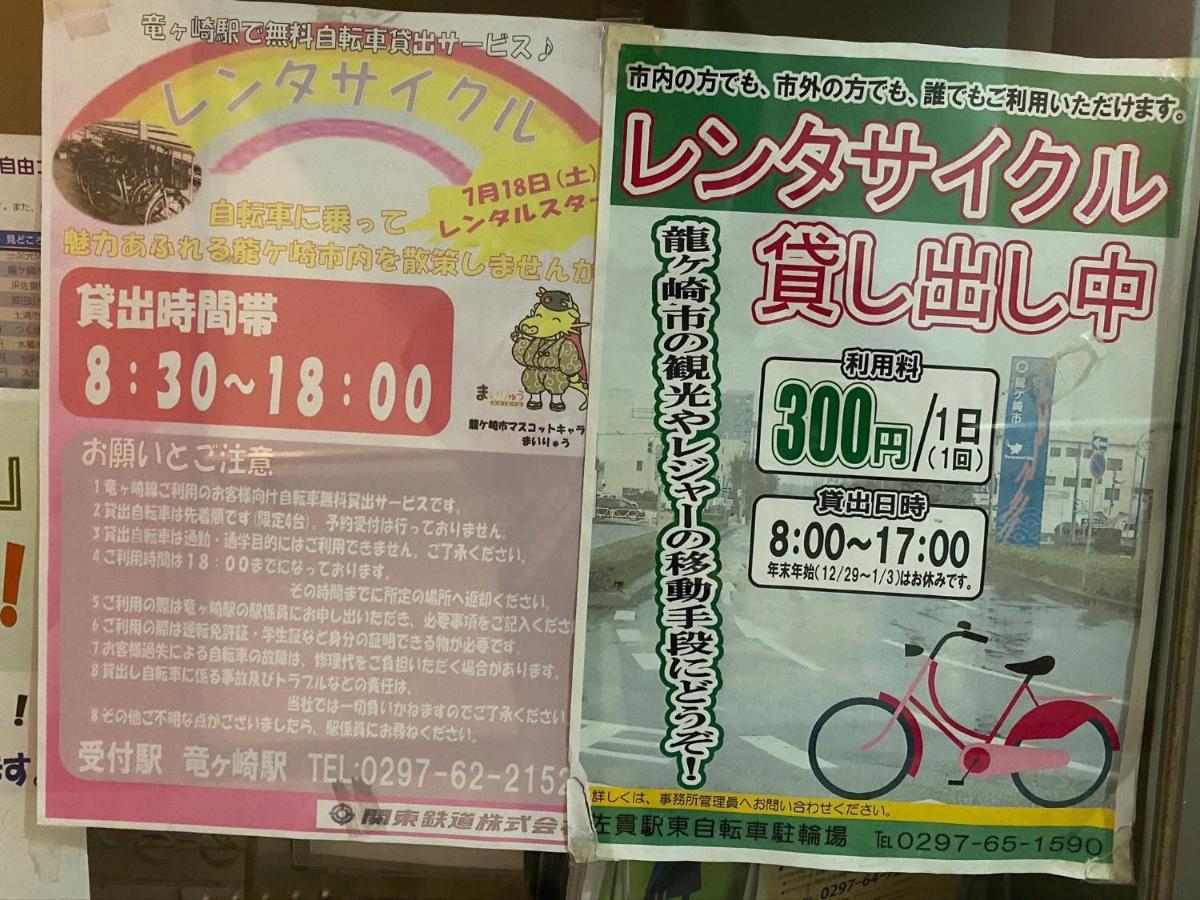 竜ヶ崎駅で無料自転車貸出サービス♪
レンタサイクル
7月18日(土)
レンタルスター
自転車に乗って
魅力あふれる龍ケ崎市内を散策しませんか
貸出時間帯
8:30~18:00
まいりゅう
龍ケ崎市マスコットキャラ
まいりゅう
お願いとご注意
1竜ヶ崎線ご利用のお客様向け自転車無料貸出サービスです。
2貸出自転車は先着順です(限定4台)。予約受付は行っておりません。
3貸出自転車は通勤・通学目的にはご利用できません。ご了承ください。
4ご利用時間は18:00までになっております。
その時間までに所定の場所へ返却ください。
5ご利用の際は竜ヶ崎駅の駅係員にお申し出いただき、必要事項をご記入くださ
6ご利用の際は運転免許証・学生証など身分の証明できる物が必要です。
7お客様過失による自転車の故障は、修理代をご負担いただく場合があります。
8貸出し自転車に係る事故及びトラブルなどの責任は、
当社では一切負いかねますのでご了承ください
8その他ご不明な点がございましたら、駅係員にお尋ねください。
受付駅 竜ヶ崎駅 TEL:0297-62-2152
関東鉄道株式会
市内の方でも、市外の方でも、誰でもご利用いただけます。
レンタサイクル
貸し出し中
龍ヶ崎市の観光やレジャーの移動手段にどうぞ!
利用料
300円/1日
(1回)
貸出日時
8:00~17:00
年末年始(12/29~1/3)はお休みです。
龍ケ崎市
詳しくは、事務所管理員へお問い合わせください。
佐貫駅東自転車駐輪場 TEL0297-65-1590
自由
また、
見どころ